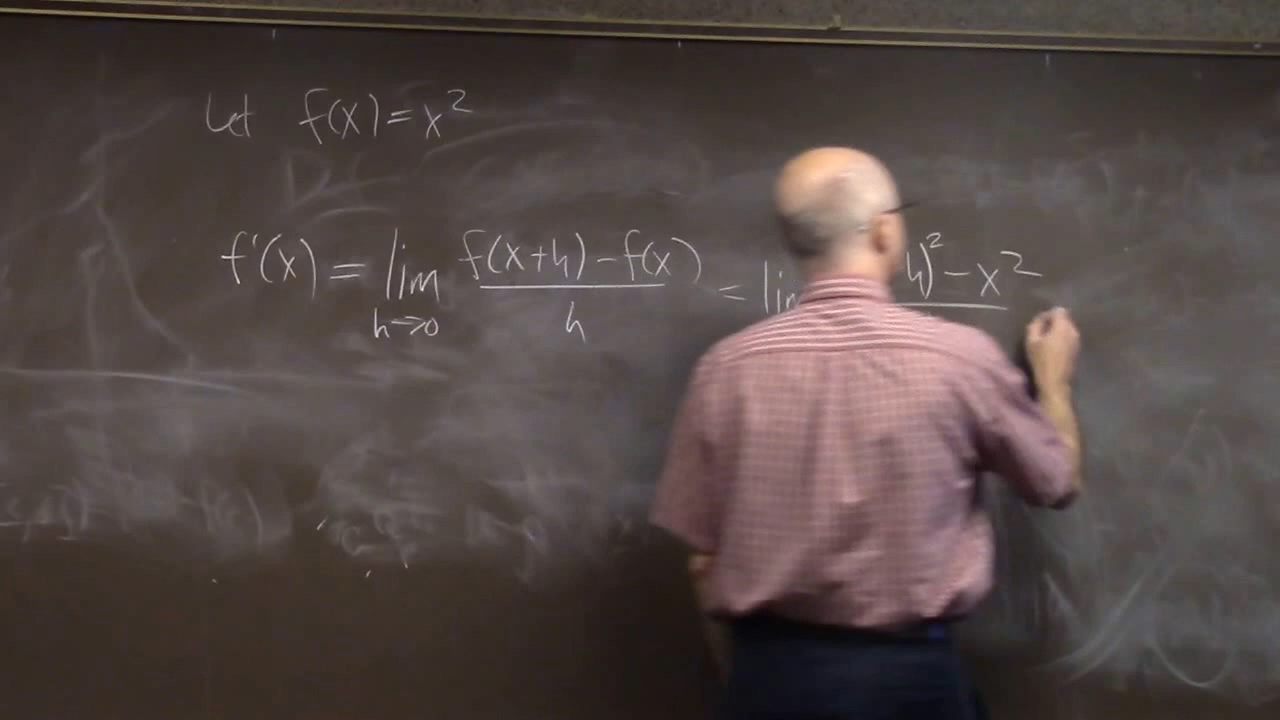 Let f(x) = x²
f'(x) = lim h→0 f(x+h) - f(x) / h = lim h)² - x²